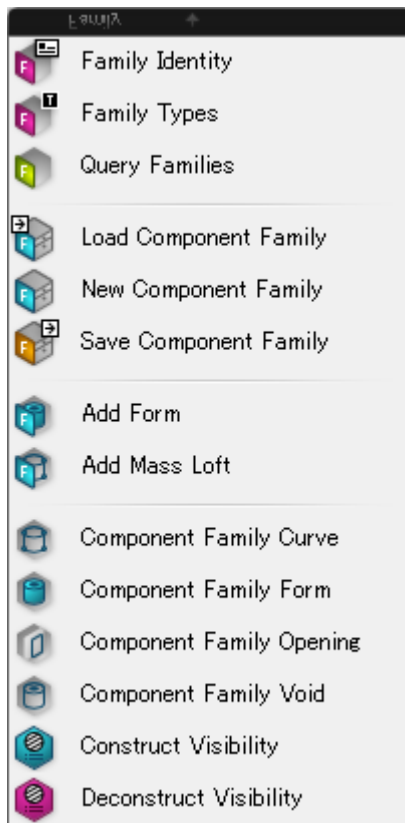 Family
Family Identity
Family Types
Query Families
Load Component Family
New Component Family
Save Component Family
Add Form
Add Mass Loft
Component Family Curve
Component Family Form
Component Family Opening
Component Family Void
Construct Visibility
Deconstruct Visibility